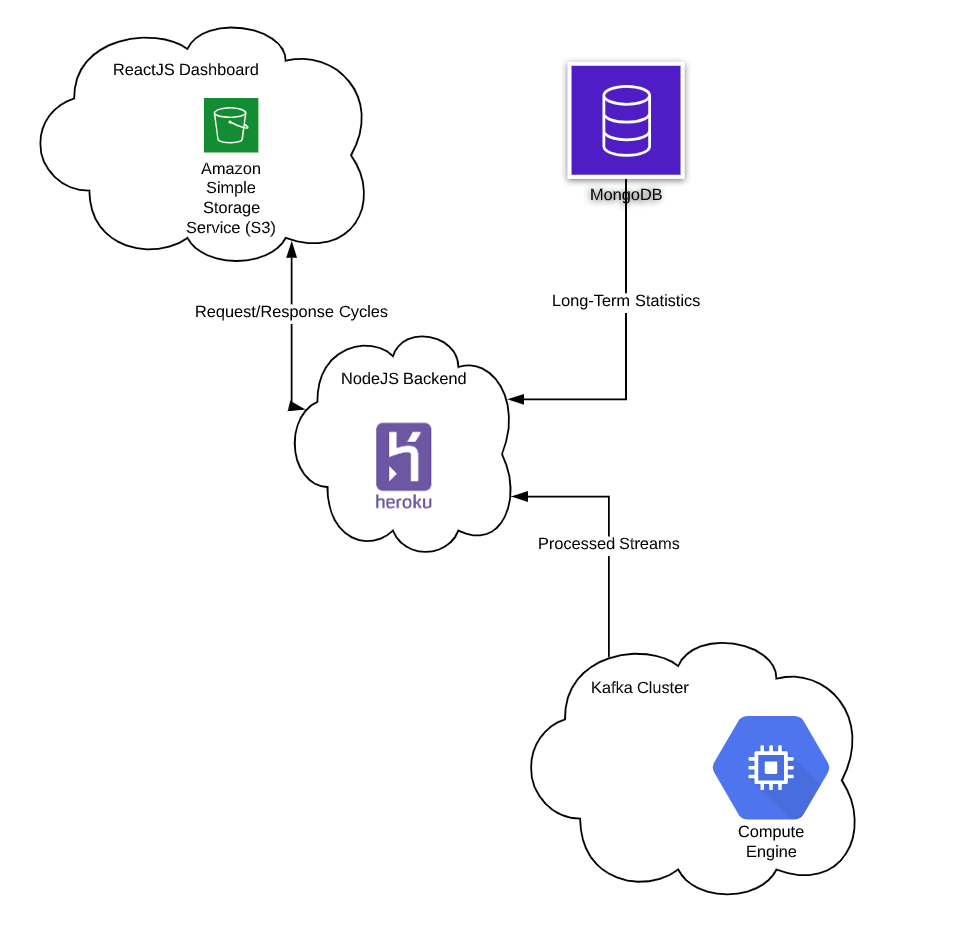 ReactJS Dashboard
Amazon
Simple
Storage
Service (S3)
MongoDB
Long-Term Statistics
Request/Response Cycles
NodeJS Backend
heroku
Processed Streams
Kafka Cluster
Compute
Engine